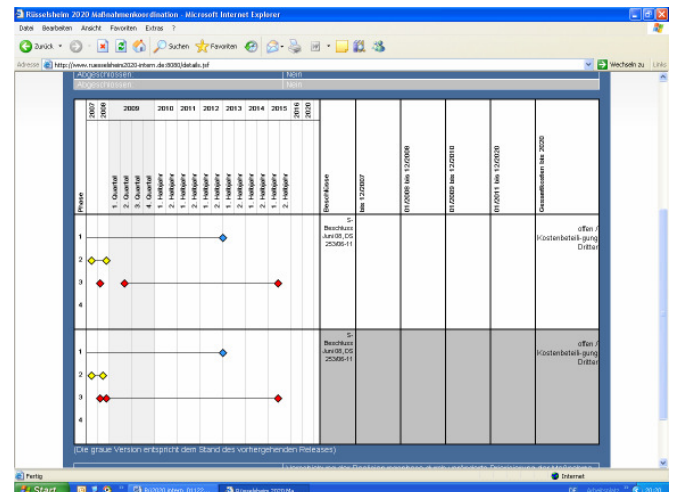 Rüsselsheim 2020 Maßnahmenkoordination - Microsoft Internet Explorer
Datei Bearbeiten Ansicht Favoriten Extras ?
Zurück Suchen Favoriten
Adresse http://www.ruesselsheim2020-intern.de:8080/details.jsf Wechseln zu Links
Abgeschlossen: Nein
Abgeschlossen: Nein
Phase 2007 2008 2009 2010 2011 2012 2013 2014 2015 2016 2020
1. Quartal 2. Quartal 3. Quartal 4. Quartal 1. Halbjahr 2. Halbjahr 1. Halbjahr 2. Halbjahr 1. Halbjahr 2. Halbjahr 1. Halbjahr 2. Halbjahr 1. Halbjahr 2. Halbjahr 1. Halbjahr 2. Halbjahr
Beschlüsse
bis 12/2007
01/2008 bis 12/2008
01/2009 bis 12/2010
01/2011 bis 12/2020
Gesamtkosten bis 2020
1
2
3
4
S-
Beschluss
Juni 08, DS
253/06-11
offen /
Kostenbeteili-gung
Dritter
1
2
3
4
S-
Beschluss
Juni 08, DS
253/06-11
offen /
Kostenbeteili-gung
Dritter
(Die graue Version entspricht dem Stand des vorhergehenden Releases)
Fertig Internet
Start DE 20:20